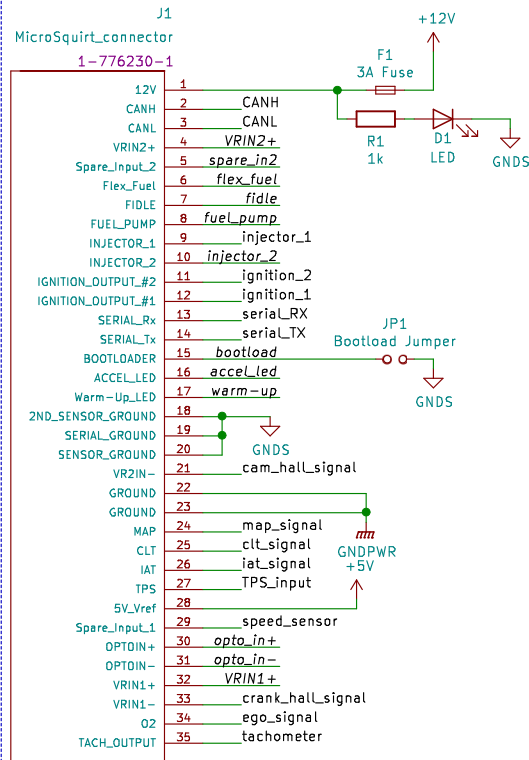 J1
MicroSquirt_connector
1-776230-1
+12V
F1
3A Fuse
R1
1k
D1
LED
GNDS
12V 1
CANH 2 CANH
CANL 3 CANL
VRIN2+ 4 VRIN2+
Spare_Input_2 5 spare_in2
Flex_Fuel 6 flex_fuel
FIDLE 7 fidle
FUEL_PUMP 8 fuel_pump
INJECTOR_1 9 injector_1
INJECTOR_2 10 injector_2
IGNITION_OUTPUT_#2 11 ignition_2
IGNITION_OUTPUT_#1 12 ignition_1
SERIAL_Rx 13 serial_RX
SERIAL_Tx 14 serial_TX
JP1
Bootload Jumper
BOOTLOADER 15 bootload
ACCEL_LED 16 accel_led
GNDS
Warm-Up_LED 17 warm-up
2ND_SENSOR_GROUND 18
SERIAL_GROUND 19
GNDS
SENSOR_GROUND 20
VR2IN- 21 cam_hall_signal
GROUND 22
GROUND 23
MAP 24 map_signal
CLT 25 clt_signal
GNDPWR
IAT 26 iat_signal
+5V
TPS 27 TPS_input
5V_Vref 28
Spare_Input_1 29 speed_sensor
OPTOIN+ 30 opto_in+
OPTOIN- 31 opto_in-
VRIN1+ 32 VRIN1+
VRIN1- 33 crank_hall_signal
O2 34 ego_signal
TACH_OUTPUT 35 tachometer